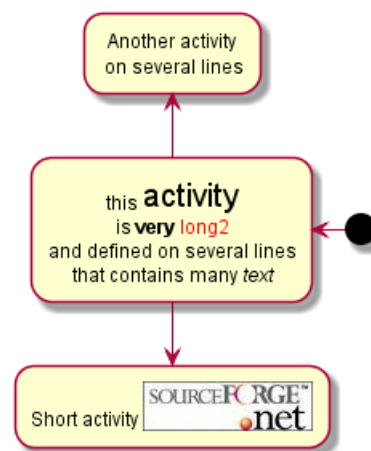 Another activity
on several lines
this activity
is very long2
and defined on several lines
that contains many text
Short activity
SOURCEFORGE™
.net